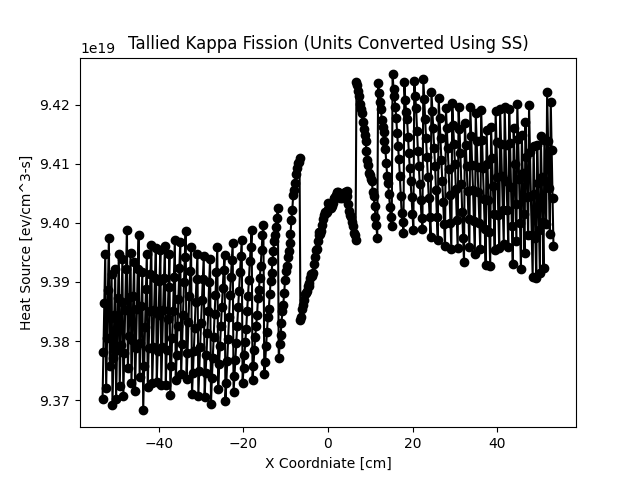 Tallied Kappa Fission (Units Converted Using SS)
1e19
9.42
9.41
9.40
9.39
9.38
9.37
Heat Source [ev/cm^3-s]
−40 −20 0 20 40
X Coordniate [cm]